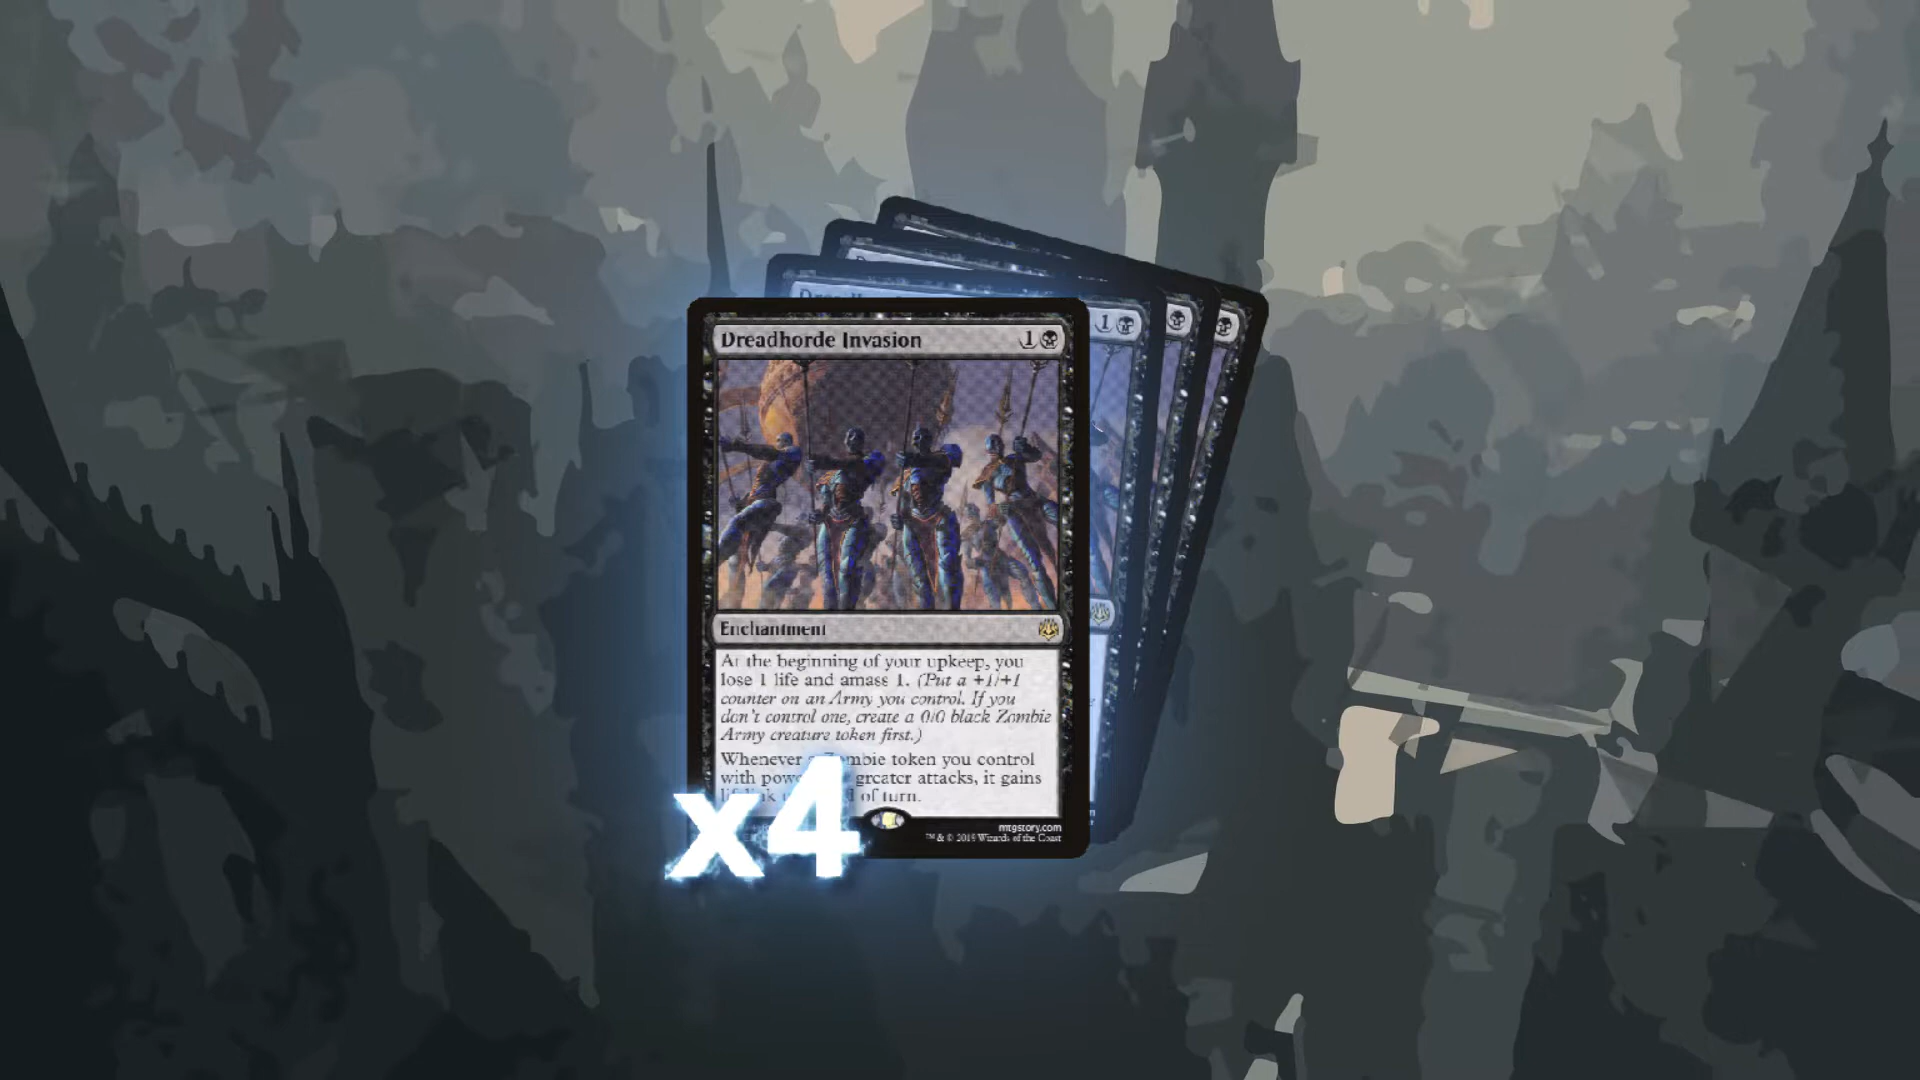 Dreadhorde Invasion 1
1
Enchantment
At the beginning of your upkeep, you
lose 1 life and amass 1. (Put a +1/+1
counter on an Army you control. If you
don't control one, create a 0/0 black Zombie
Army creature token first.)
Whenever a Zombie token you control
with greater attacks, it gains
of turn.
x4
mtgstory.com
™ & © 2019 Wizards of the Coast